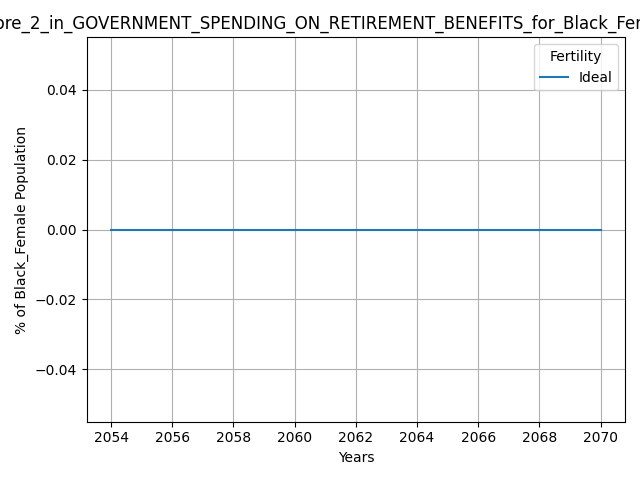 ore_2_in_GOVERNMENT_SPENDING_ON_RETIREMENT_BENEFITS_for_Black_Fer
Fertility
Ideal
0.04
0.02
0.00
−0.02
−0.04
% of Black_Female Population
2054 2056 2058 2060 2062 2064 2066 2068 2070
Years